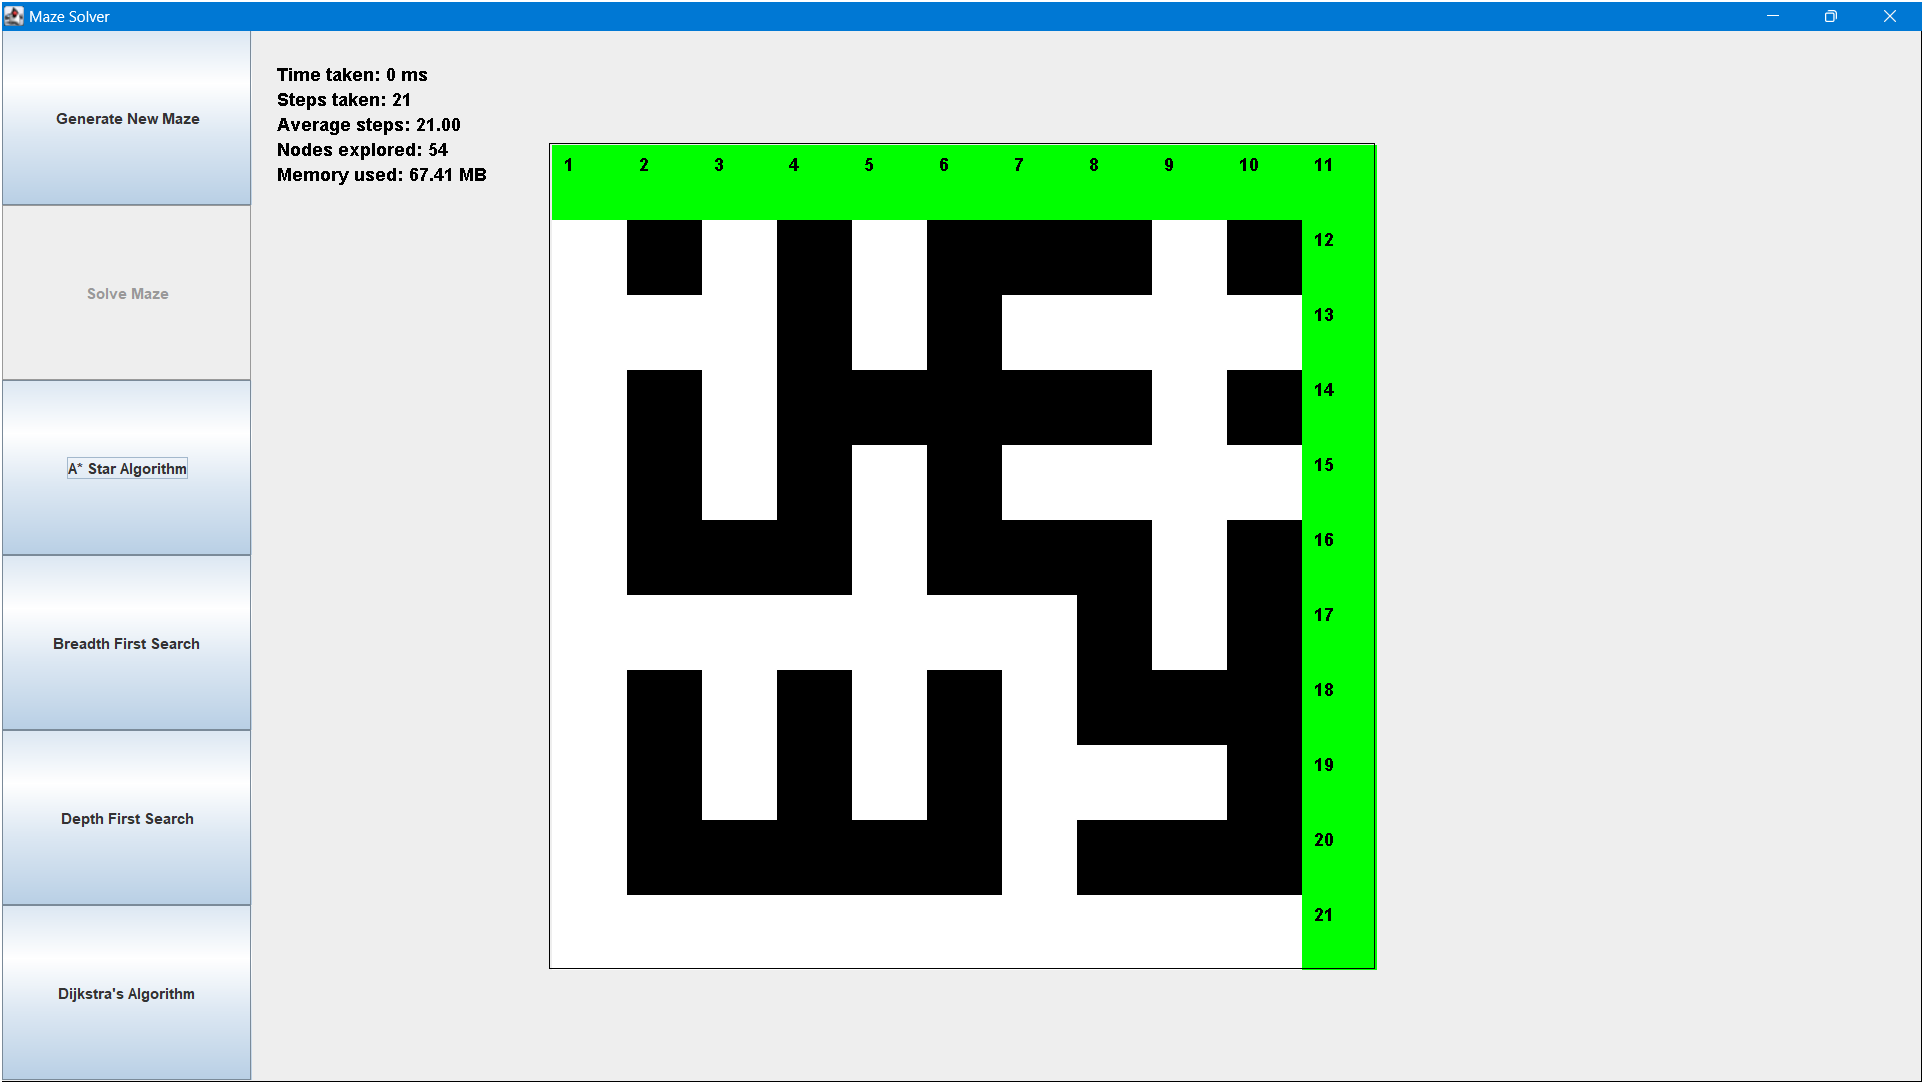 Maze Solver
Generate New Maze
Solve Maze
A* Star Algorithm
Breadth First Search
Depth First Search
Dijkstra's Algorithm
Time taken: 0 ms
Steps taken: 21
Average steps: 21.00
Nodes explored: 54
Memory used: 67.41 MB
1 2 3 4 5 6 7 8 9 10 11
12
13
14
15
16
17
18
19
20
21